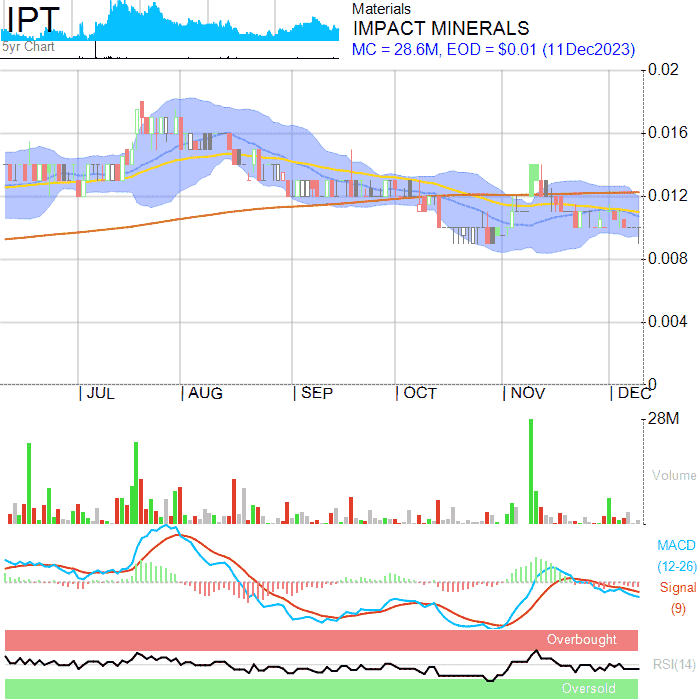 IPT
5yr Chart
Materials
IMPACT MINERALS
MC = 28.6M, EOD = $0.01 (11Dec2023)
0.02
0.016
0.012
0.008
0.004
0
JUL AUG SEP OCT NOV DEC
28M
Volume
MACD
(12-26)
Signal
(9)
Overbought
RSI(14)
Oversold